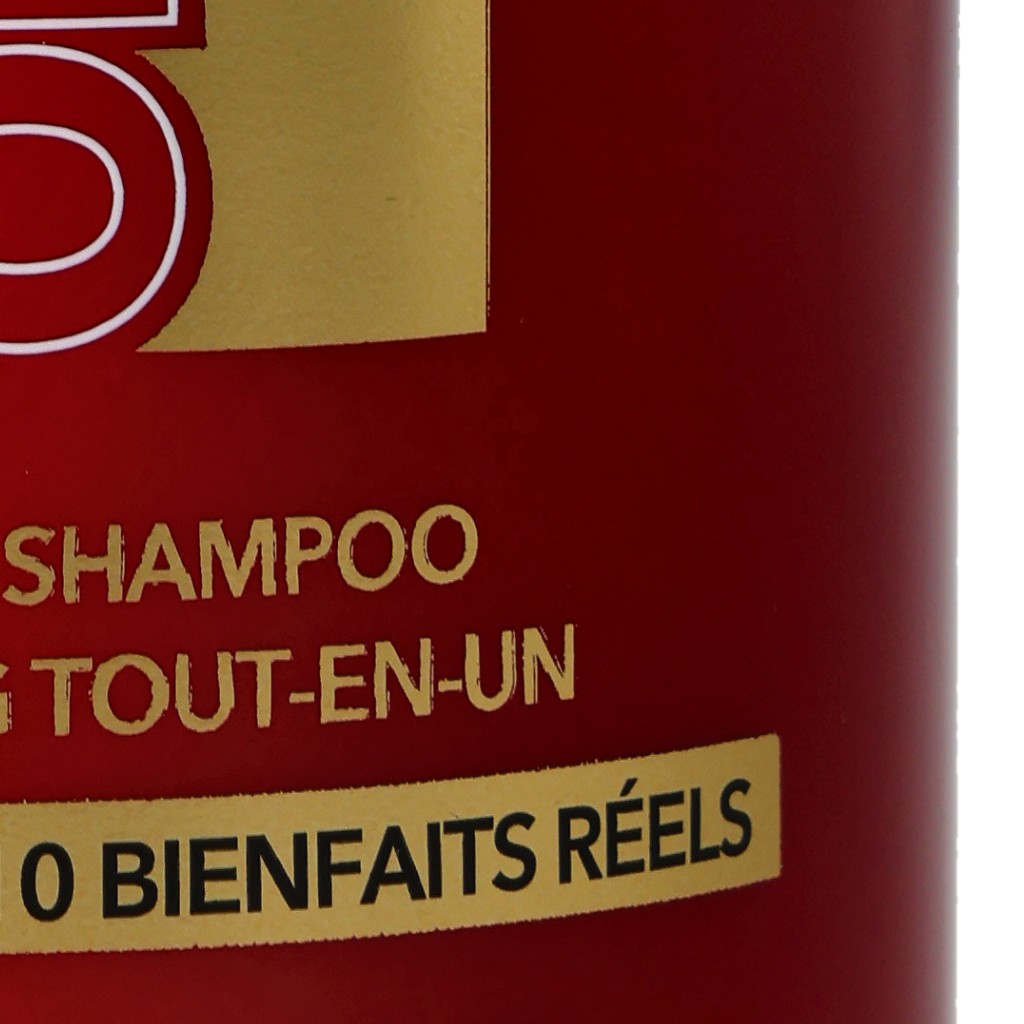 SHAMPOO
TOUT-EN-UN
0 BIENFAITS RÉELS